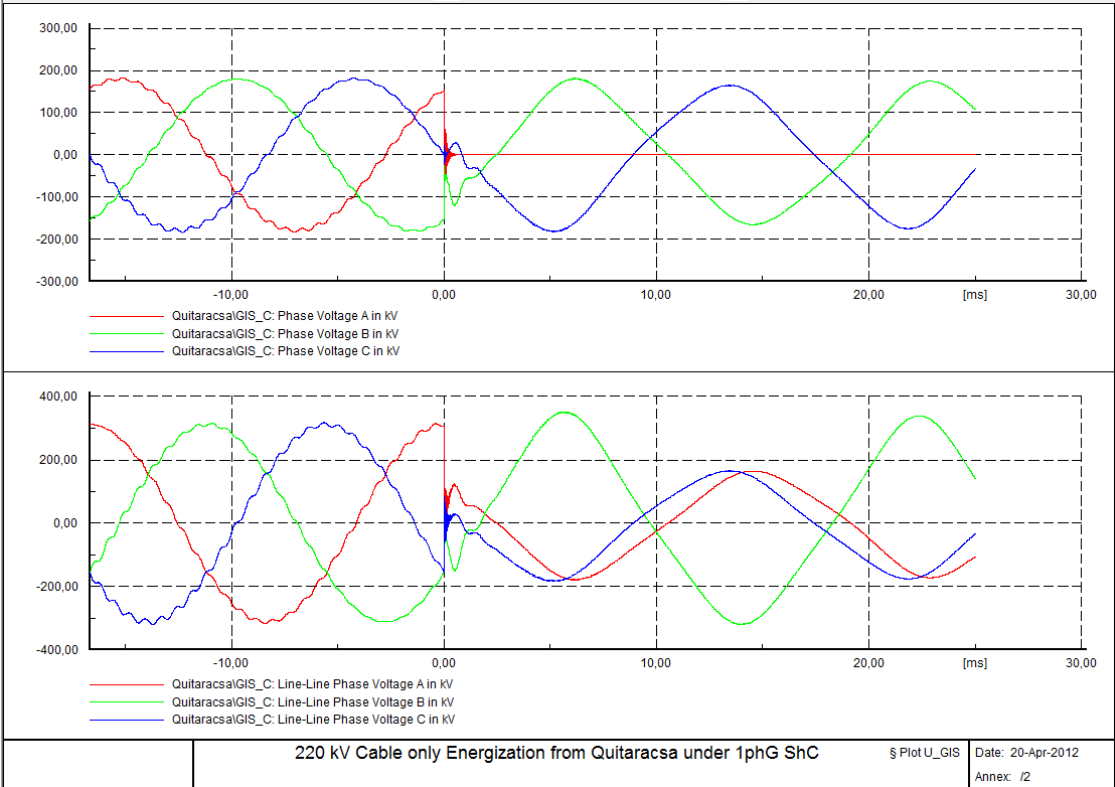 300,00
200,00
100,00
0,00
-100,00
-200,00
-300,00
-10,00 0,00 10,00 20,00 [ms] 30,00
Quitaracsa\GIS_C: Phase Voltage A in kV
Quitaracsa\GIS_C: Phase Voltage B in kV
Quitaracsa\GIS_C: Phase Voltage C in kV
400,00
200,00
0,00
-200,00
-400,00
-10,00 0,00 10,00 20,00 [ms] 30,00
Quitaracsa\GIS_C: Line-Line Phase Voltage A in kV
Quitaracsa\GIS_C: Line-Line Phase Voltage B in kV
Quitaracsa\GIS_C: Line-Line Phase Voltage C in kV
220 kV Cable only Energization from Quitaracsa under 1phG ShC § Plot U_GIS Date: 20-Apr-2012
Annex: /2